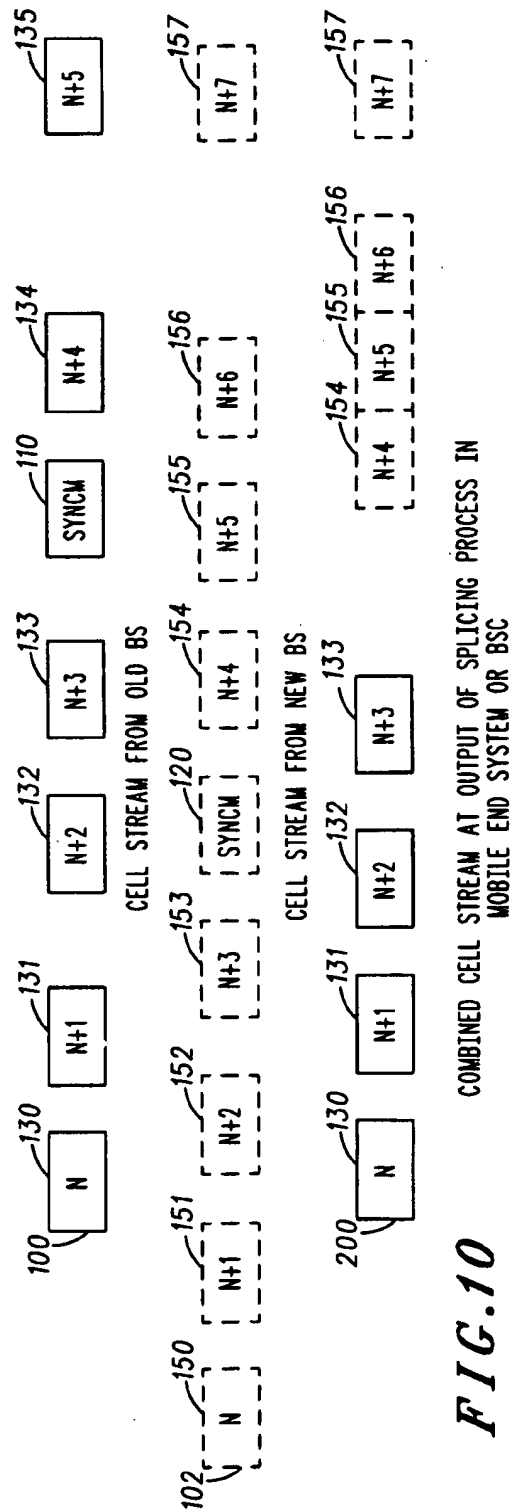 130 131 132 133 110 134 135
N N+1 N+2 N+3 SYNCM N+4 N+5
100
CELL STREAM FROM OLD BS
150 151 152 153 120 154 155 156 157
N N+1 N+2 N+3 SYNCM N+4 N+5 N+6 N+7
102
CELL STREAM FROM NEW BS
130 131 132 133 154 155 156 157
N N+1 N+2 N+3 N+4 N+5 N+6 N+7
200
COMBINED CELL STREAM AT OUTPUT OF SPLICING PROCESS IN
MOBILE END SYSTEM OR BSC
FIG.10